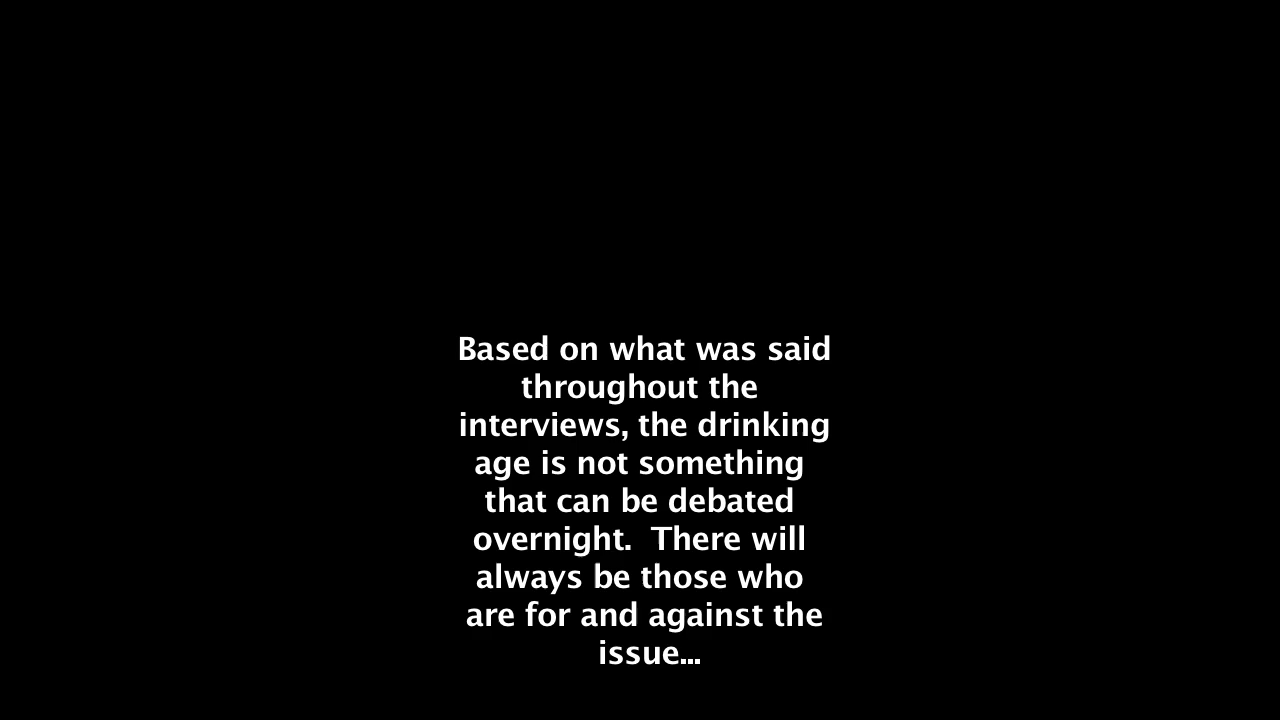 Based on what was said
throughout the
interviews, the drinking
age is not something
that can be debated
overnight.  There will
always be those who
are for and against the
issue...